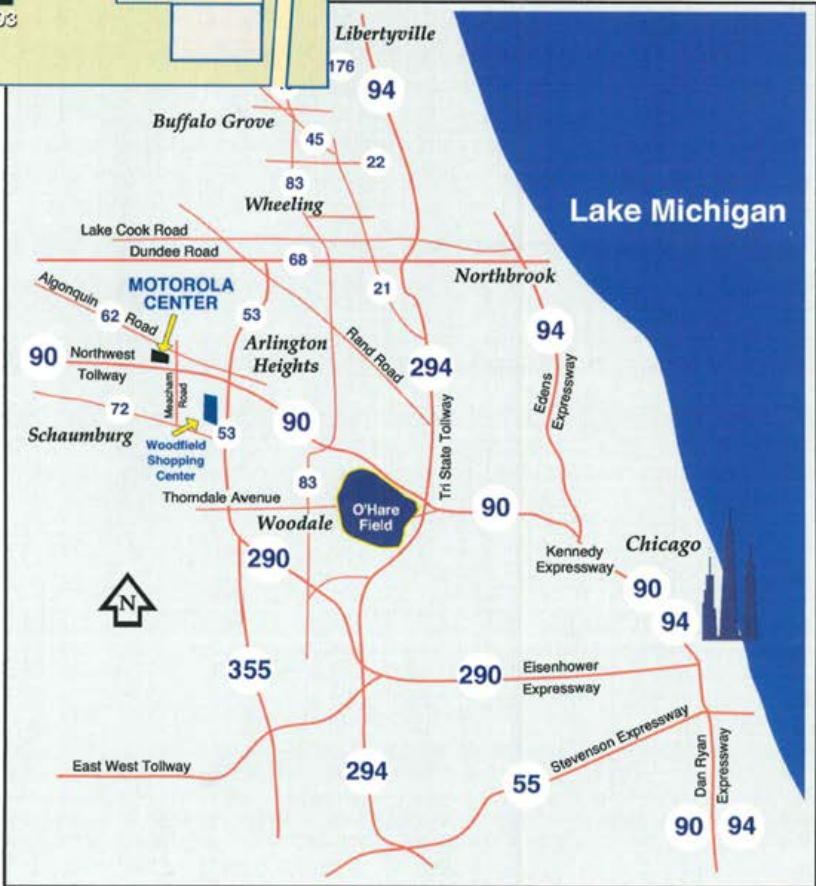 Libertyville
176
94
Buffalo Grove
45
22
83
Wheeling
Lake Michigan
Lake Cook Road
Dundee Road
68
Northbrook
Algonquin
62 Road
MOTOROLA
CENTER
21
53
94
Arlington
Heights
Rand Road
294
90
Northwest
Tollway
Meacham
Road
Edens
Expressway
72
Schaumburg
90
53
Woodfield
Shopping
Center
Tri State Tollway
83
Thorndale Avenue
O'Hare
Field
Woodale
90
Kennedy
Expressway
Chicago
290
90
N
94
355
290
Eisenhower
Expressway
Stevenson Expressway
East West Tollway
294
55
Dan Ryan
Expressway
90
94